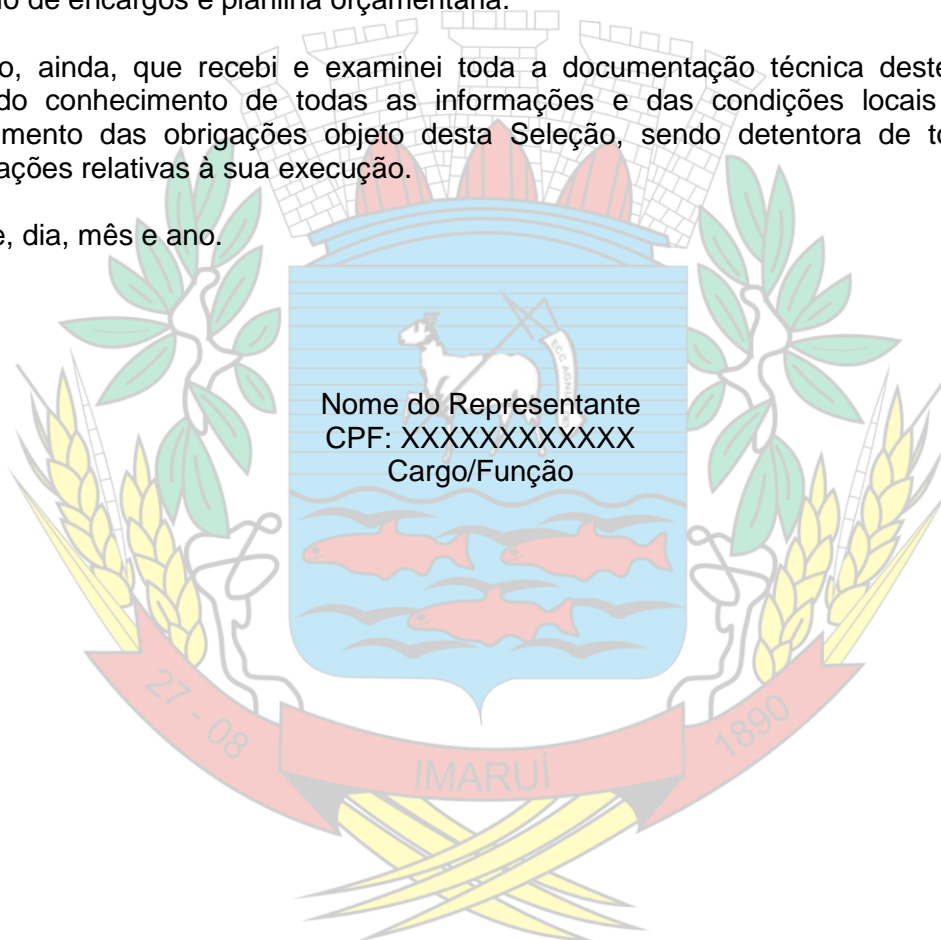 de encargos e planilha orçamentária.
o, ainda, que recebi e examinei toda a documentação técnica deste
do conhecimento de todas as informações e das condições locais
mento das obrigações objeto desta Seleção, sendo detentora de to
ações relativas à sua execução.
e, dia, mês e ano.
ECCE AGNU
Nome do Representante
CPF: XXXXXXXXXXXX
Cargo/Função
27 - 08
IMARUÍ
1890